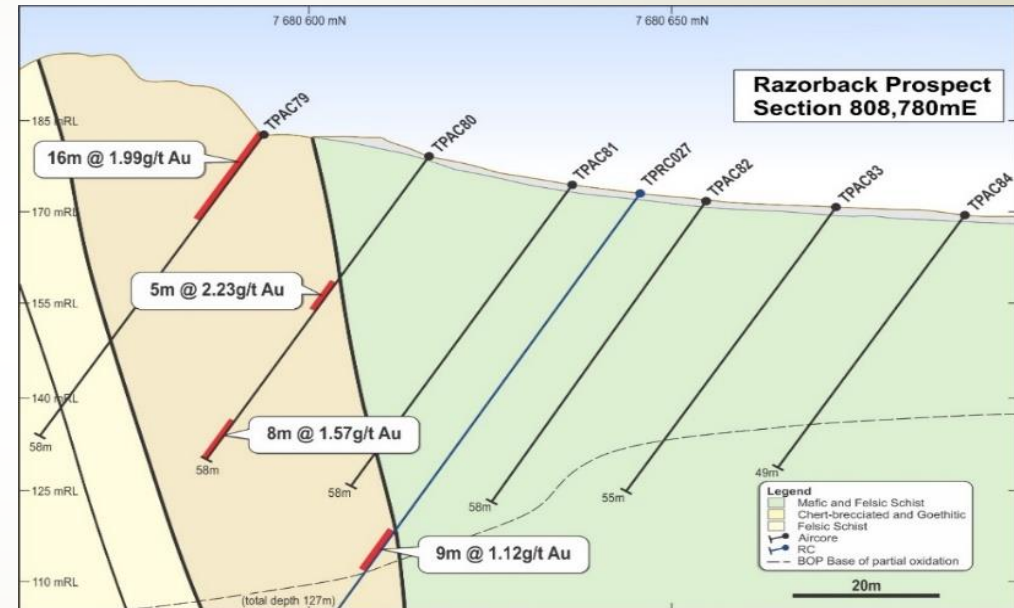 7 680 600 mN
7 680 650 mN
Razorback Prospect
Section 808,780mE
185 mRL
170 mRL
155 mRL
140 mRL
125 mRL
110 mRL
TPAC79
TPAC80
TPAC81
TPRC027
TPAC82
TPAC83
TPAC84
16m @ 1.99g/t Au
5m @ 2.23g/t Au
8m @ 1.57g/t Au
9m @ 1.12g/t Au
58m
58m
58m
58m
55m
49m
(total depth 127m)
Legend
Mafic and Felsic Schist
Chert-brecciated and Goethitic
Felsic Schist
Aircore
RC
BOP Base of partial oxidation
20m